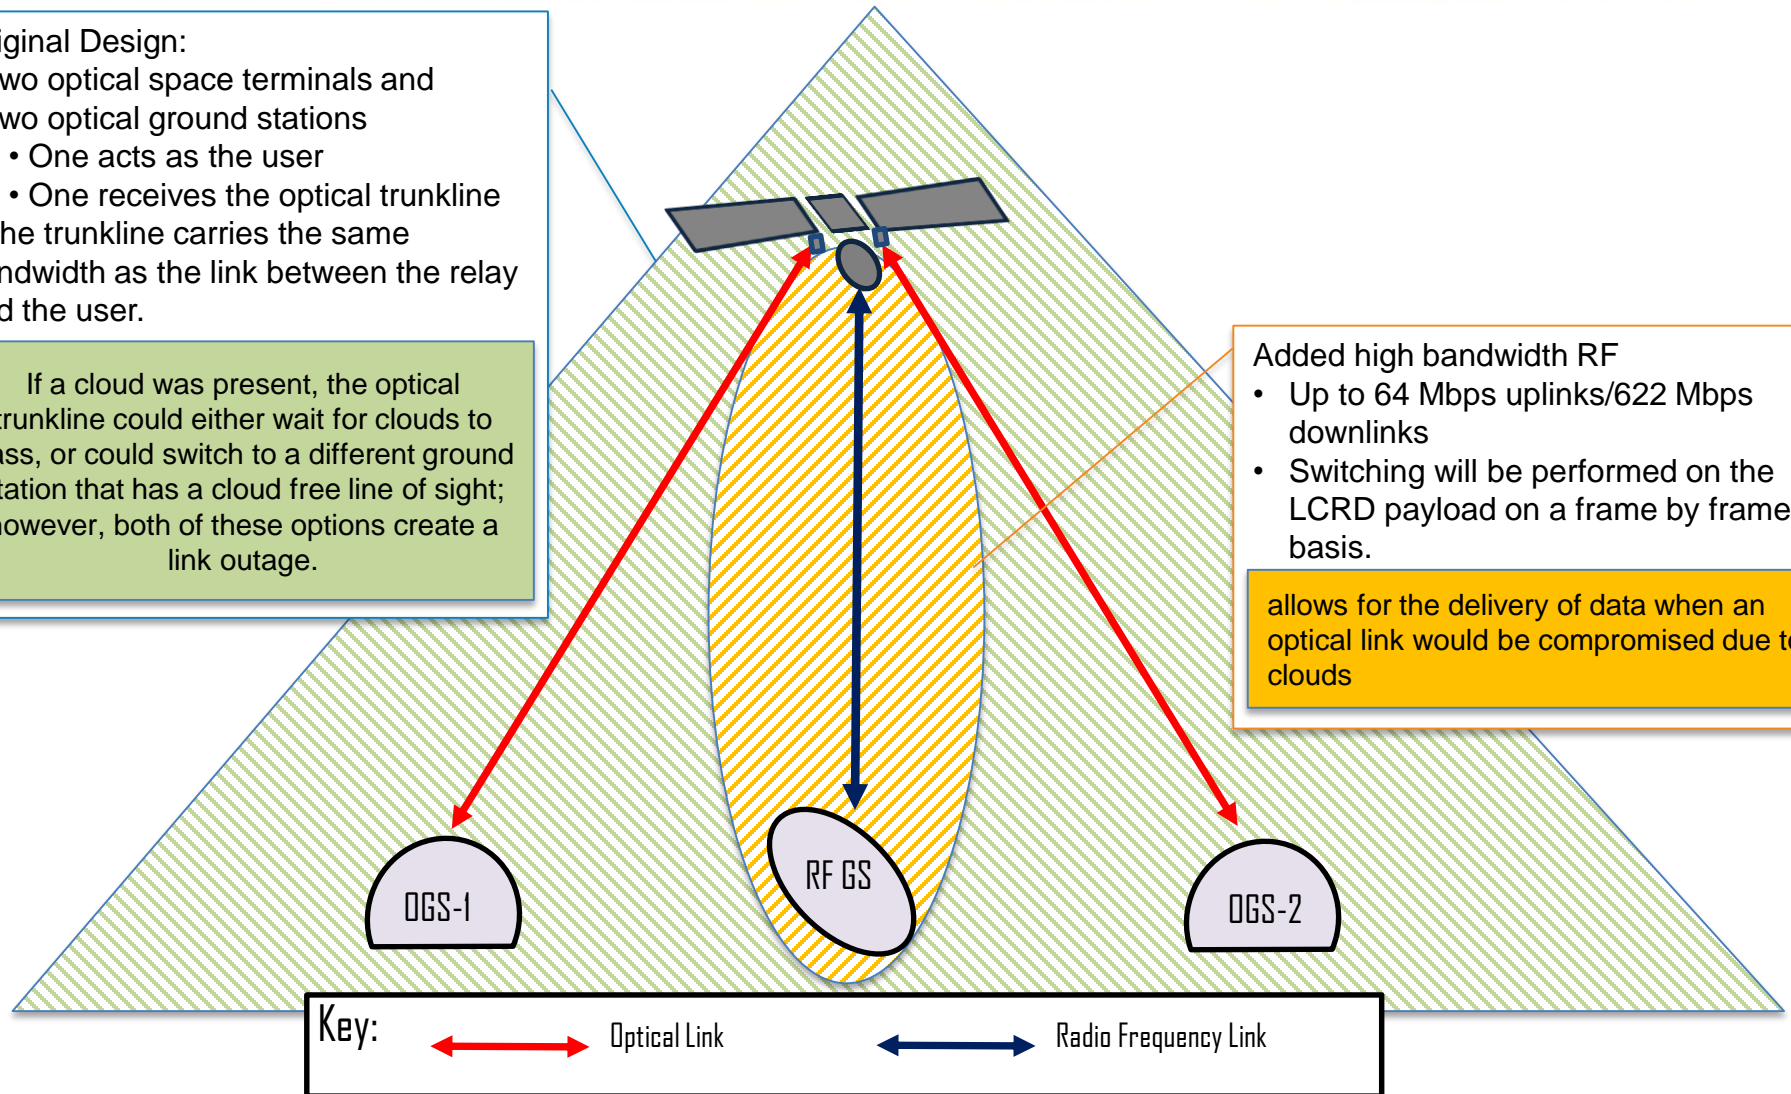 iginal Design:
wo optical space terminals and
wo optical ground stations
• One acts as the user
• One receives the optical trunkline
he trunkline carries the same
ndwidth as the link between the relay
d the user.
If a cloud was present, the optical
trunkline could either wait for clouds to
ass, or could switch to a different ground
tation that has a cloud free line of sight;
however, both of these options create a
link outage.
Added high bandwidth RF
• Up to 64 Mbps uplinks/622 Mbps
downlinks
• Switching will be performed on the
LCRD payload on a frame by frame
basis.
allows for the delivery of data when an
optical link would be compromised due to
clouds
OGS-1
RF GS
OGS-2
Key:
Optical Link
Radio Frequency Link